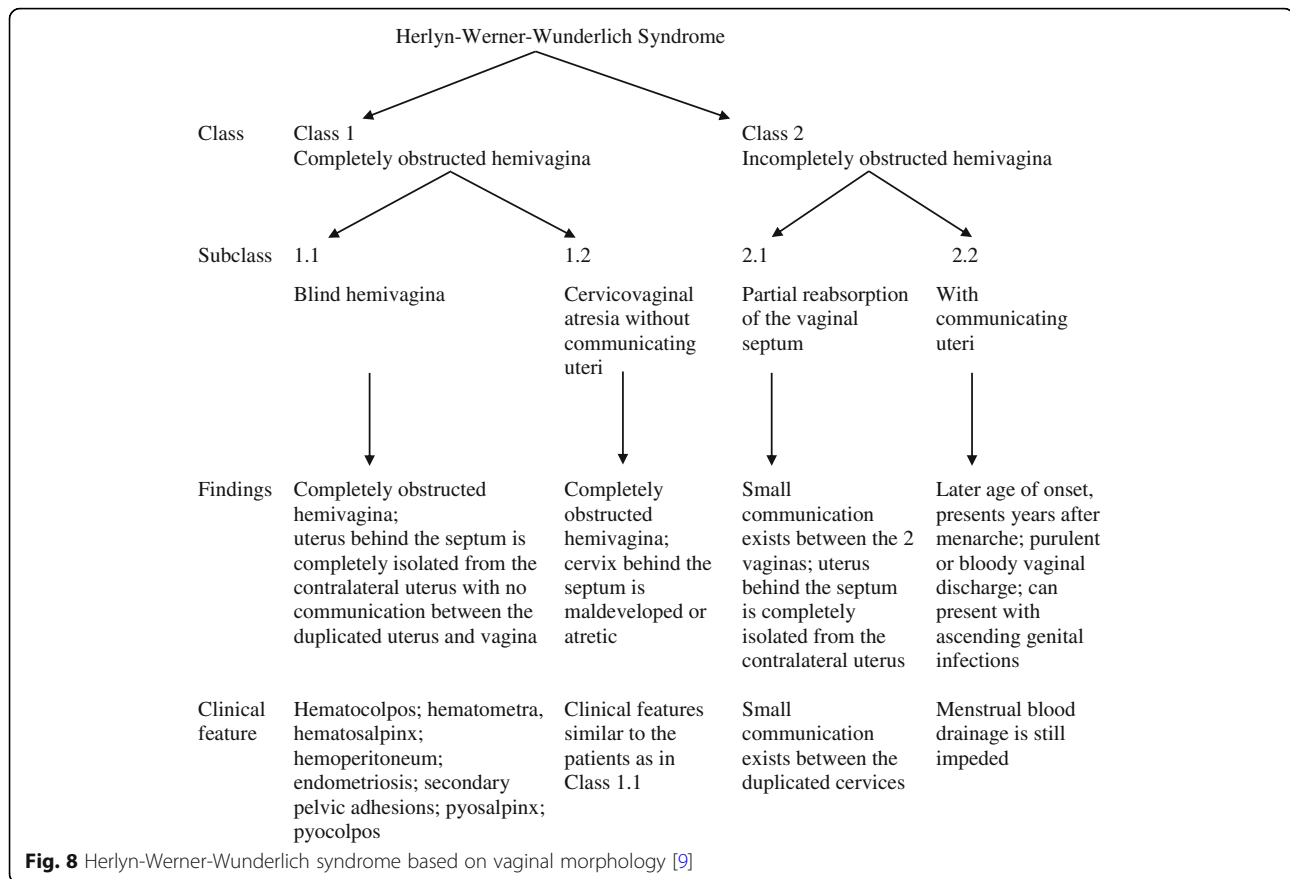 Herlyn-Werner-Wunderlich Syndrome
Class
Class 1
Completely obstructed hemivagina
Class 2
Incompletely obstructed hemivagina
Subclass
1.1
Blind hemivagina
1.2
Cervicovaginal
atresia without
communicating
uteri
2.1
Partial reabsorption
of the vaginal
septum
2.2
With
communicating
uteri
Findings
Completely obstructed
hemivagina;
uterus behind the septum is
completely isolated from the
contralateral uterus with no
communication between the
duplicated uterus and vagina
Completely
obstructed
hemivagina;
cervix behind the
septum is
maldeveloped or
atretic
Small
communication
exists between the 2
vaginas; uterus
behind the septum
is completely
isolated from the
contralateral uterus
Later age of onset,
presents years after
menarche; purulent
or bloody vaginal
discharge; can
present with
ascending genital
infections
Clinical
feature
Hematocolpos; hematometra,
hematosalpinx;
hemoperitoneum;
endometriosis; secondary
pelvic adhesions; pyosalpinx;
pyocolpos
Clinical features
similar to the
patients as in
Class 1.1
Small
communication
exists between the
duplicated cervices
Menstrual blood
drainage is still
impeded
Fig. 8 Herlyn-Werner-Wunderlich syndrome based on vaginal morphology [9]